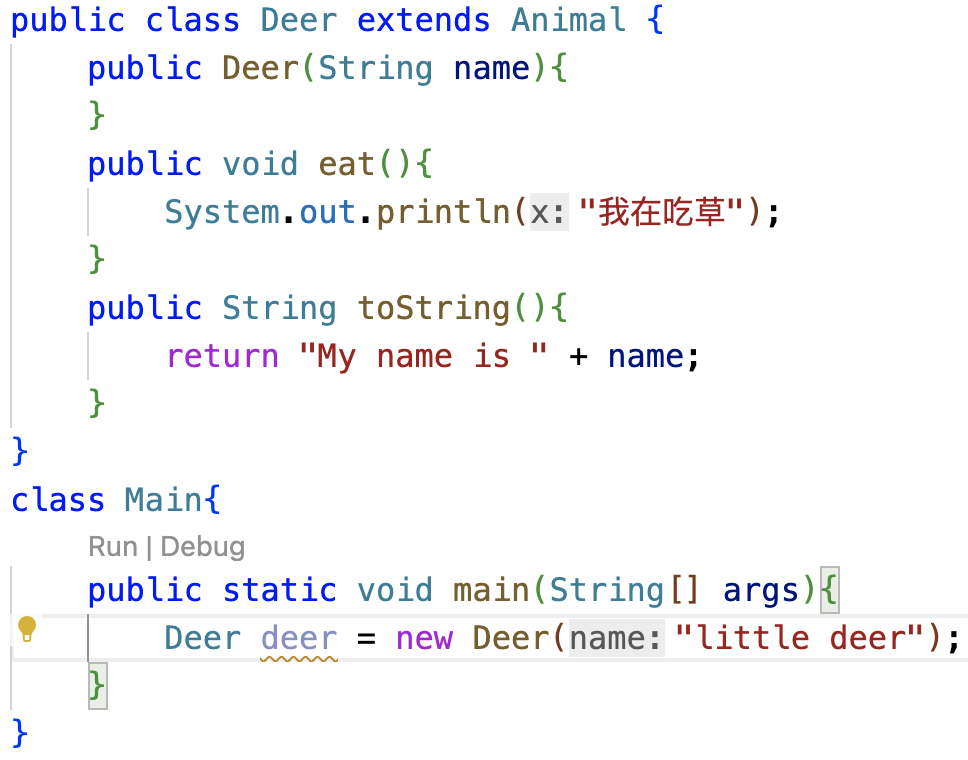 public class Deer extends Animal {
    public Deer(String name){
    }
    public void eat(){
        System.out.println(x:"我在吃草");
    }
    public String toString(){
        return "My name is " + name;
    }
}
class Main{
    Run | Debug
    public static void main(String[] args){
        Deer deer = new Deer(name:"little deer");
    }
}